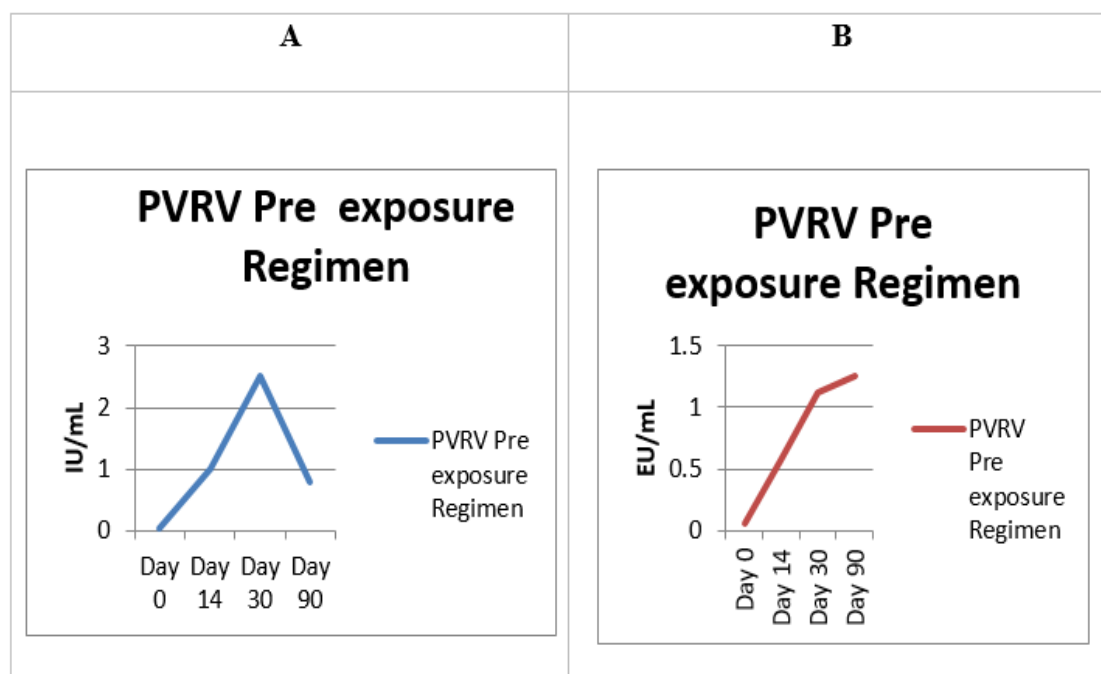 A
B
PVRV Pre  exposure
Regimen
3
2
1
0
IU/mL
Day
0
Day
14
Day
30
Day
90
PVRV Pre
exposure
Regimen
PVRV Pre
exposure Regimen
1.5
1
0.5
0
EU/mL
Day 0
Day 14
Day 30
Day 90
PVRV
Pre
exposure
Regimen